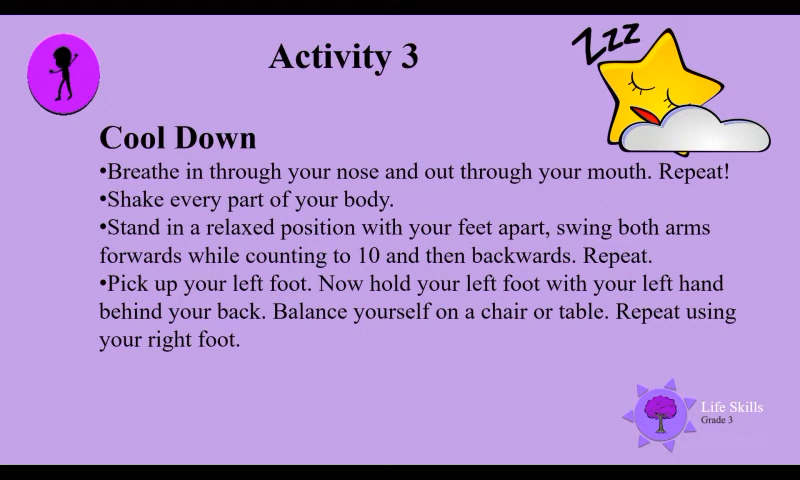 Activity 3
Zzz
Cool Down
•Breathe in through your nose and out through your mouth. Repeat!
•Shake every part of your body.
•Stand in a relaxed position with your feet apart, swing both arms
forwards while counting to 10 and then backwards. Repeat.
•Pick up your left foot. Now hold your left foot with your left hand
behind your back. Balance yourself on a chair or table. Repeat using
your right foot.
Life Skills
Grade 3